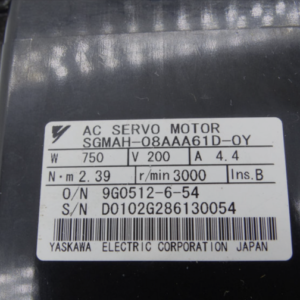 AC SERVO MOTOR
SGMAH-08AAA61D-0Y
W 750 V 200 A 4.4
N·m 2.39 r/min 3000 Ins.B
O/N 9G0512-6-54
S/N D0102G286130054
YASKAWA ELECTRIC CORPORATION JAPAN